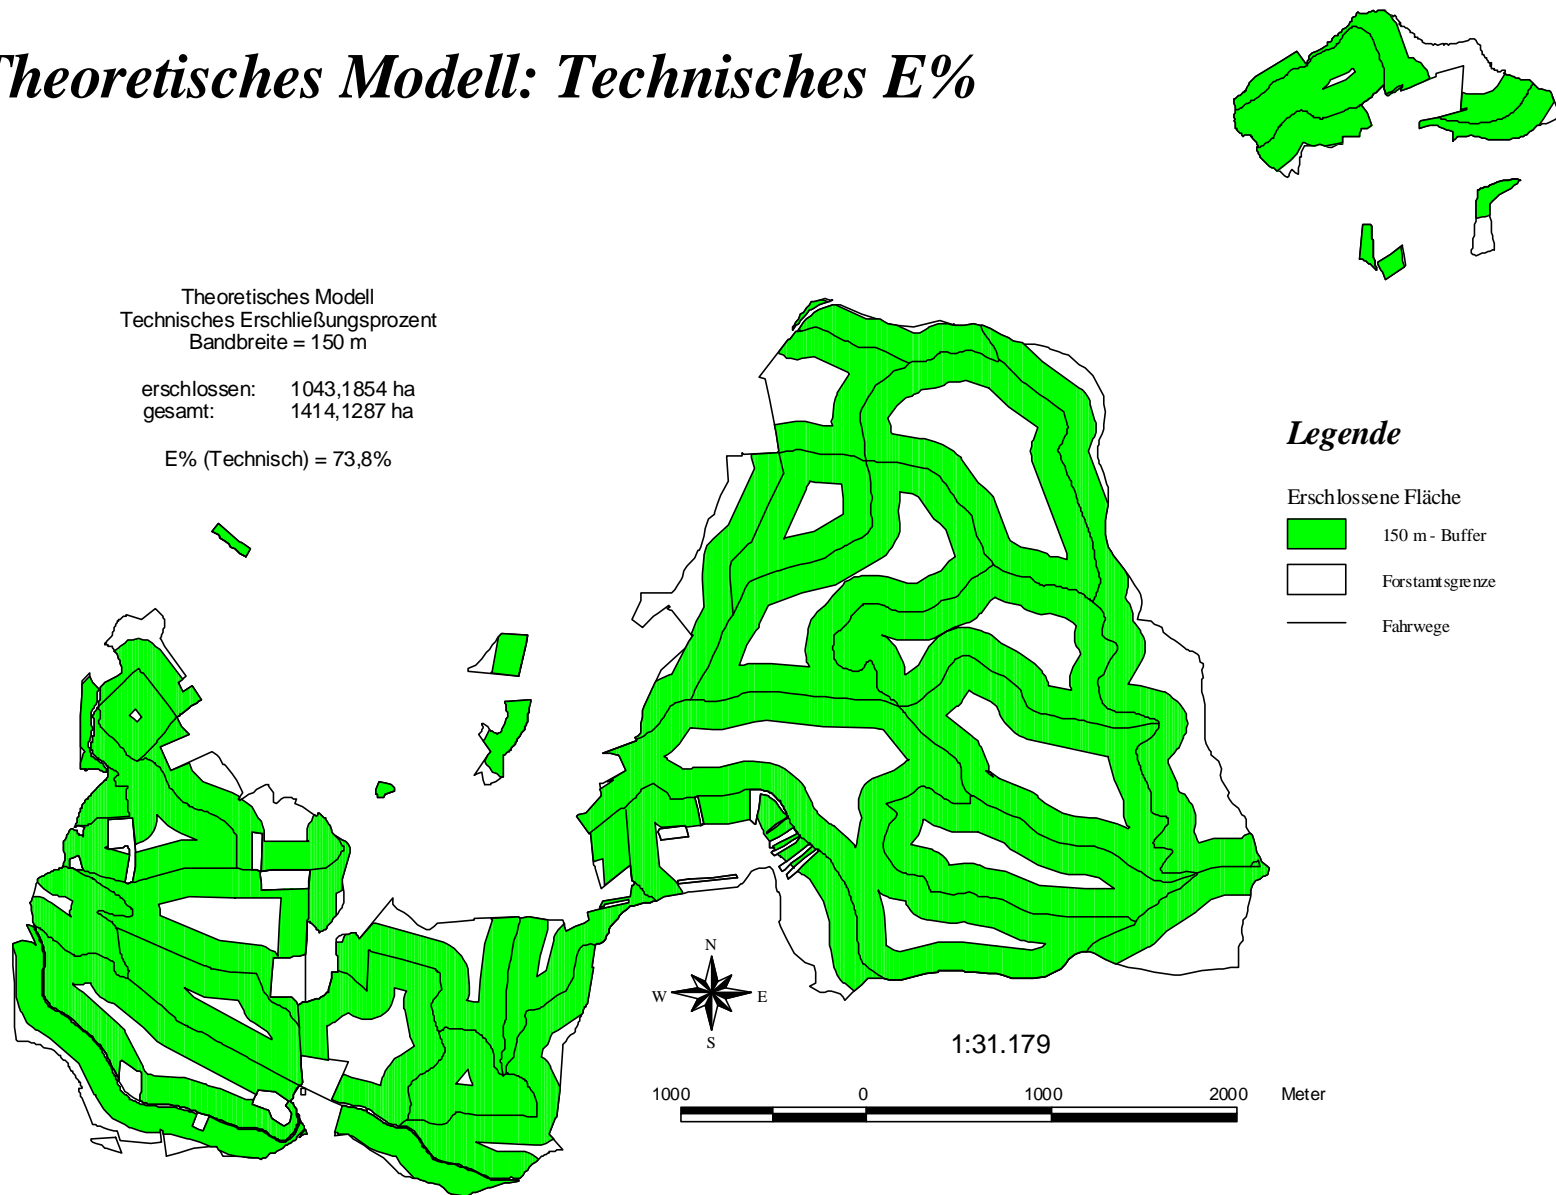 Theoretisches Modell: Technisches E%
Theoretisches Modell
Technisches Erschließungsprozent
Bandbreite = 150 m
erschlossen: 1043,1854 ha
gesamt: 1414,1287 ha
E% (Technisch) = 73,8%
Legende
Erschlossene Fläche
150 m - Buffer
Forstamtsgrenze
Fahrwege
N
W E
S
1:31.179
1000 0 1000 2000 Meter